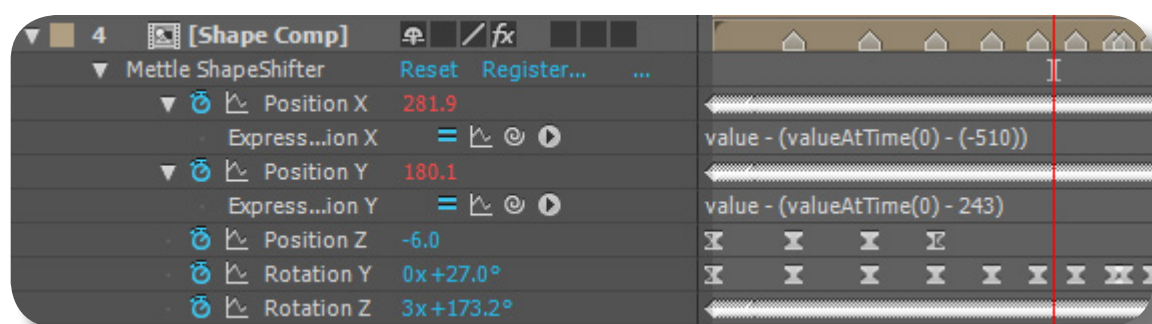 4 [Shape Comp] fx
Mettle ShapeShifter Reset Register... ...
Position X 281.9
Express...ion X value - (valueAtTime(0) - (-510))
Position Y 180.1
Express...ion Y value - (valueAtTime(0) - 243)
Position Z -6.0
Rotation Y 0x+27.0°
Rotation Z 3x+173.2°